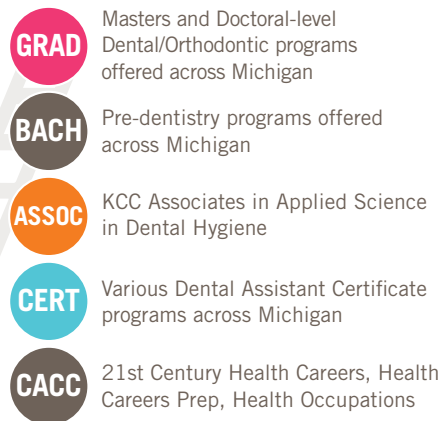 GRAD
Masters and Doctoral-level
Dental/Orthodontic programs
offered across Michigan
BACH
Pre-dentistry programs offered
across Michigan
ASSOC
KCC Associates in Applied Science
in Dental Hygiene
CERT
Various Dental Assistant Certificate
programs across Michigan
CACC
21st Century Health Careers, Health
Careers Prep, Health Occupations